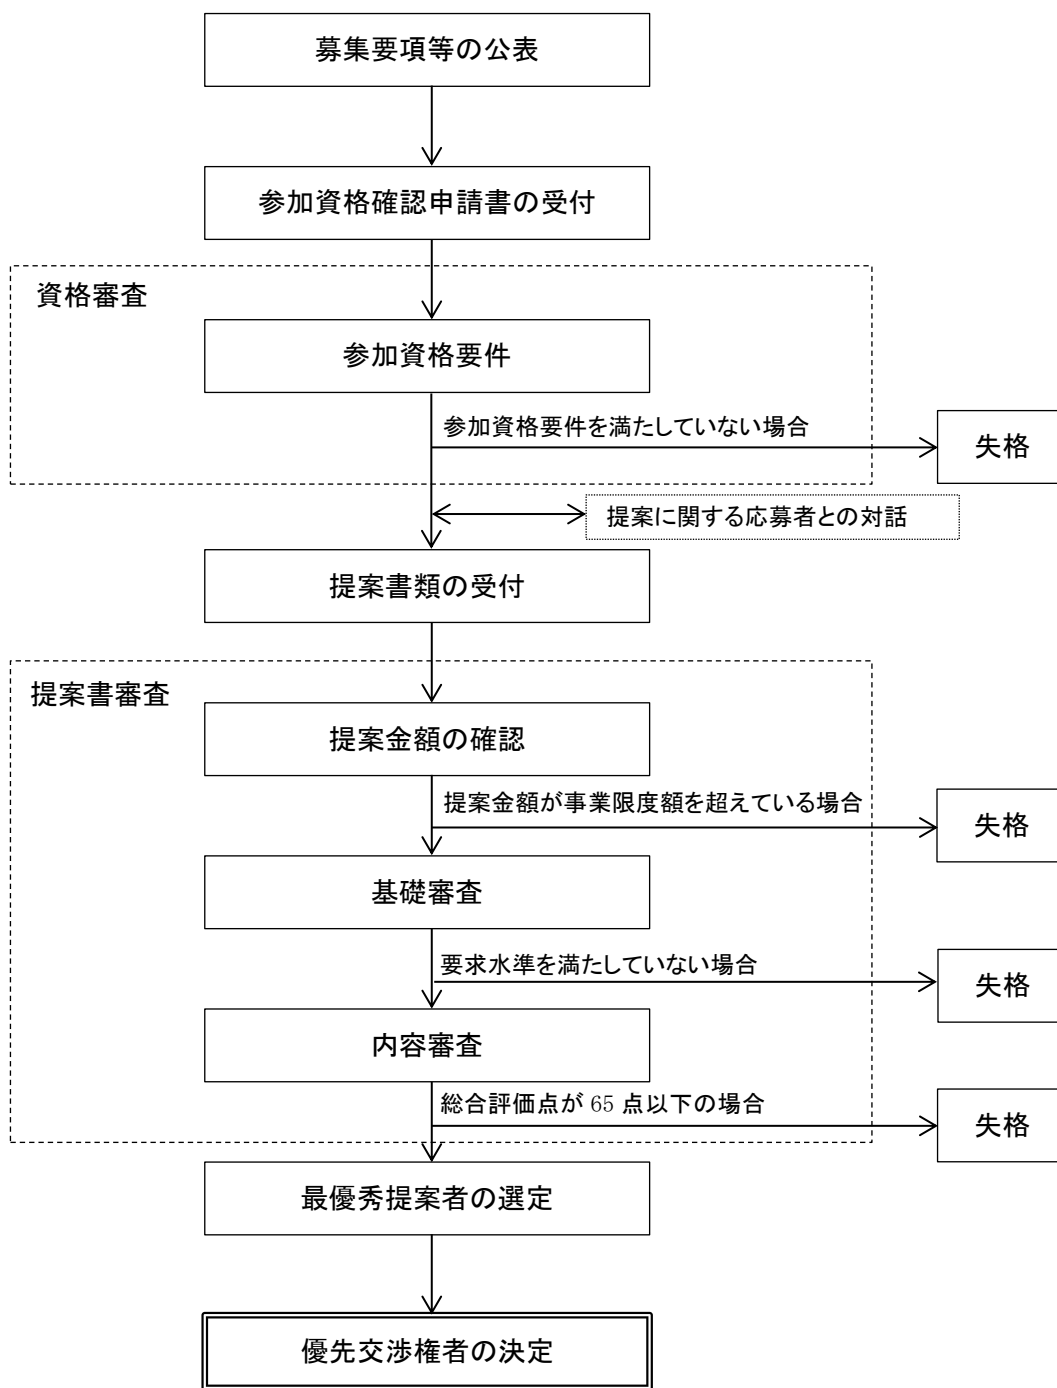 募集要項等の公表
参加資格確認申請書の受付
資格審査
参加資格要件
参加資格要件を満たしていない場合
失格
提案に関する応募者との対話
提案書類の受付
提案書審査
提案金額の確認
提案金額が事業限度額を超えている場合
失格
基礎審査
要求水準を満たしていない場合
失格
内容審査
総合評価点が 65 点以下の場合
失格
最優秀提案者の選定
優先交渉権者の決定